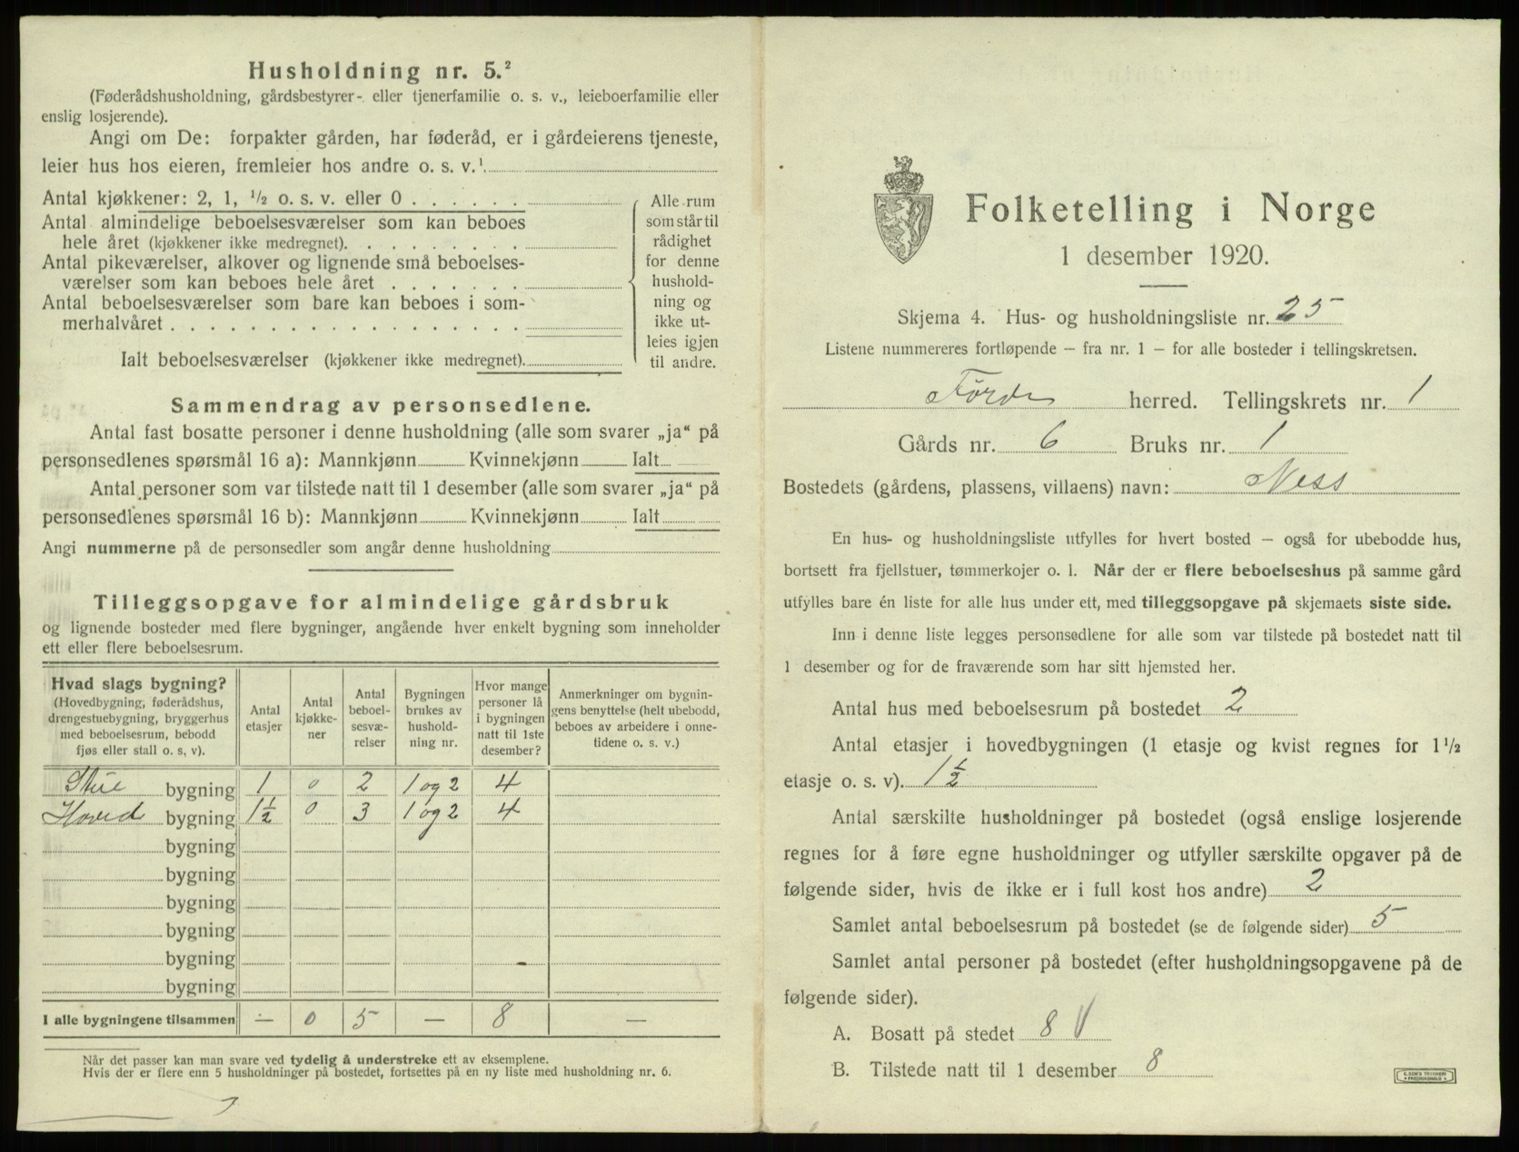 Husholdning nr. 5.²
(Føderådshusholdning, gårdsbestyrer- eller tjenerfamilie o. s. v., leieboerfamilie eller
enslig losjerende).
Angi om De: forpakter gården, har føderåd, er i gårdeierens tjeneste,
leier hus hos eieren, fremleier hos andre o. s. v.¹
Antal kjøkkener: 2, 1, ½ o. s. v. eller 0
Antal almindelige beboelsesværelser som kan beboes
hele året (kjøkkener ikke medregnet).
Antal pikeværelser, alkover og lignende små beboelses-
værelser som kan beboes hele året
Antal beboelsesværelser som bare kan beboes i som-
merhalvåret
Ialt beboelsesværelser (kjøkkener ikke medregnet).
Alle rum
som står til
rådighet
for denne
hushold-
ning og
ikke ut-
leies igjen
til andre.
Sammendrag av personsedlene.
Antal fast bosatte personer i denne husholdning (alle som svarer „ja“ på
personsedlenes spørsmål 16 a): Mannkjønn Kvinnekjønn Ialt
Antal personer som var tilstede natt til 1 desember (alle som svarer „ja“ på
personsedlenes spørsmål 16 b): Mannkjønn Kvinnekjønn Ialt
Angi nummerne på de personsedler som angår denne husholdning
Tilleggsopgave for almindelige gårdsbruk
og lignende bosteder med flere bygninger, angående hver enkelt bygning som inneholder
ett eller flere beboelsesrum.
Hvad slags bygning?
(Hovedbygning, føderådshus,
drengestuebygning, bryggerhus
med beboelsesrum, bebodd
fjøs eller stall o. s, v).
Antal
etasjer
Antal
kjøkke-
ner
Antal
beboel-
sesvæ-
relser
Bygningen
brukes av
hushold-
ning nr.
Hvor mange
personer lå
i bygningen
natt til 1ste
desember?
Anmerkninger om bygnin-
gens benyttelse (helt ubebodd,
beboes av arbeidere i onne-
tidene o. s. v.)
Stue bygning 1 0 2 1 og 2 4
Hoved bygning 1½ 0 3 1 og 2 4
bygning
bygning
bygning
bygning
bygning
bygning
I alle bygningene tilsammen — 0 5 — 8 —
Når det passer kan man svare ved tydelig å understreke ett av eksemplene.
Hvis der er flere enn 5 husholdninger på bostedet, fortsettes på en ny liste med husholdning nr. 6.
Folketelling i Norge
1 desember 1920.
Skjema 4. Hus- og husholdningsliste nr. 25
Listene nummereres fortløpende — fra nr. 1 — for alle bosteder i tellingskretsen.
Førde herred. Tellingskrets nr. 1
Gårds nr. 6 Bruks nr. 1
Bostedets (gårdens, plassens, villaens) navn: Ness
En hus- og husholdningsliste utfylles for hvert bosted — også for ubebodde hus,
bortsett fra fjellstuer, tømmerkojer o. l. Når der er flere beboelseshus på samme gård
utfylles bare én liste for alle hus under ett, med tilleggsopgave på skjemaets siste side.
Inn i denne liste legges personsedlene for alle som var tilstede på bostedet natt til
1 desember og for de fraværende som har sitt hjemsted her.
Antal hus med beboelsesrum på bostedet 2
Antal etasjer i hovedbygningen (1 etasje og kvist regnes for 1½
etasje o. s. v). 1½
Antal særskilte husholdninger på bostedet (også enslige losjerende
regnes for å føre egne husholdninger og utfyller særskilte opgaver på de
følgende sider, hvis de ikke er i full kost hos andre) 2
Samlet antal beboelsesrum på bostedet (se de følgende sider) 5
Samlet antal personer på bostedet (efter husholdningsopgavene på de
følgende sider).
A. Bosatt på stedet 8
B. Tilstede natt til 1 desember 8